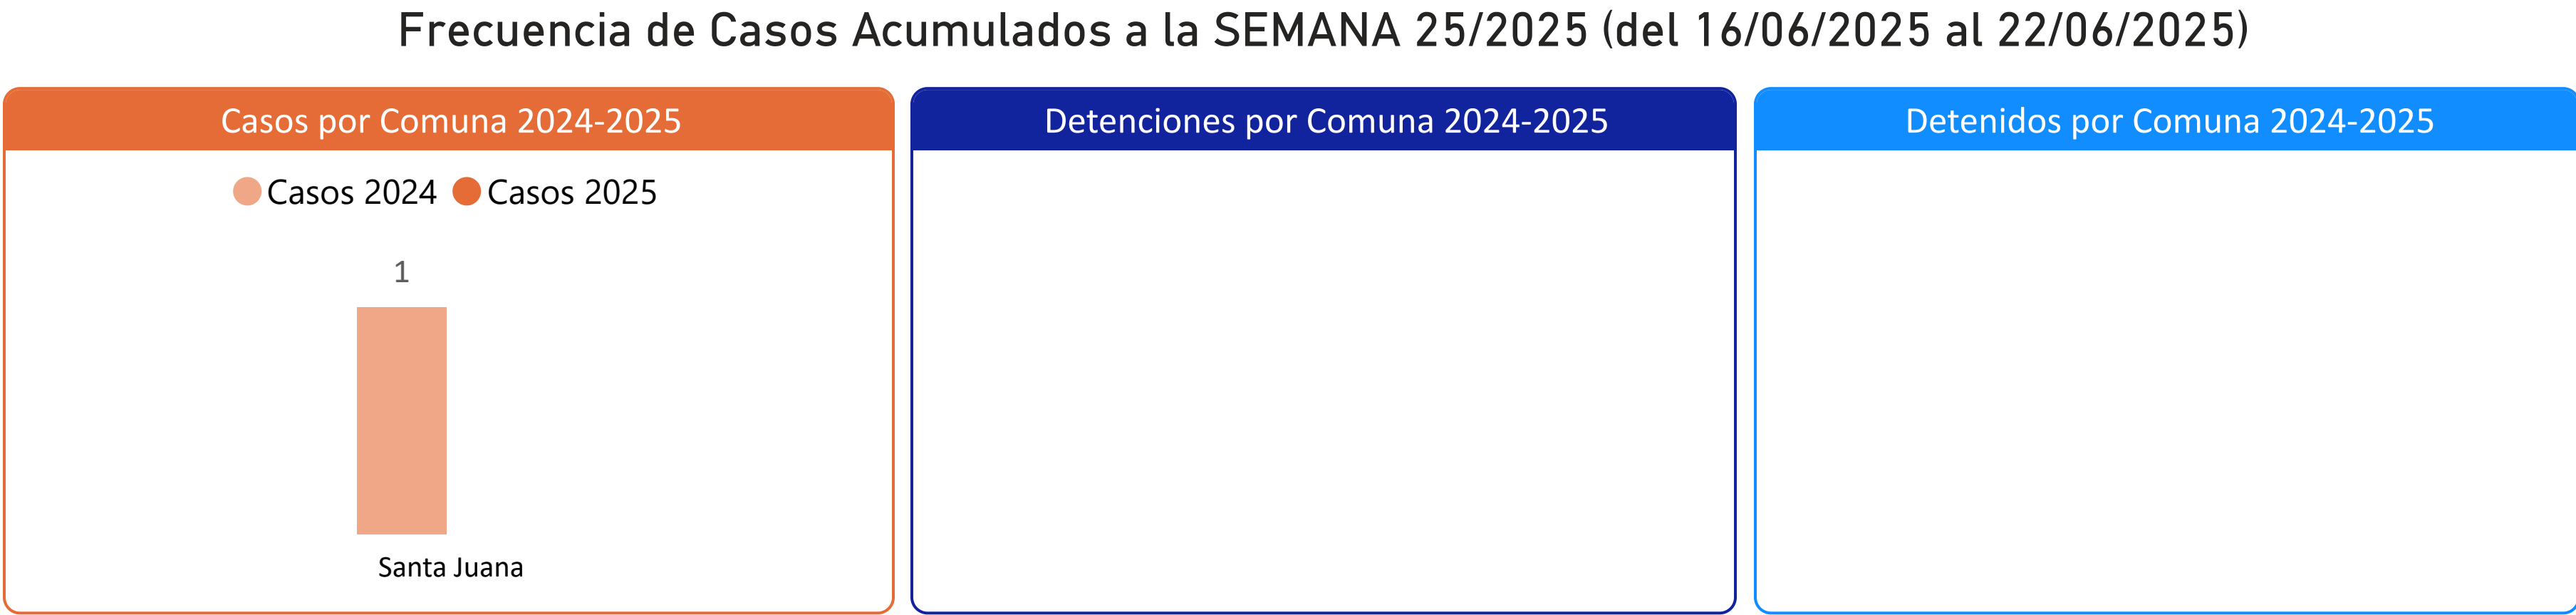 Frecuencia de Casos Acumulados a la SEMANA 25/2025 (del 16/06/2025 al 22/06/2025)
Casos por Comuna 2024-2025
Casos 2024 Casos 2025
1
Santa Juana
Detenciones por Comuna 2024-2025
Detenidos por Comuna 2024-2025